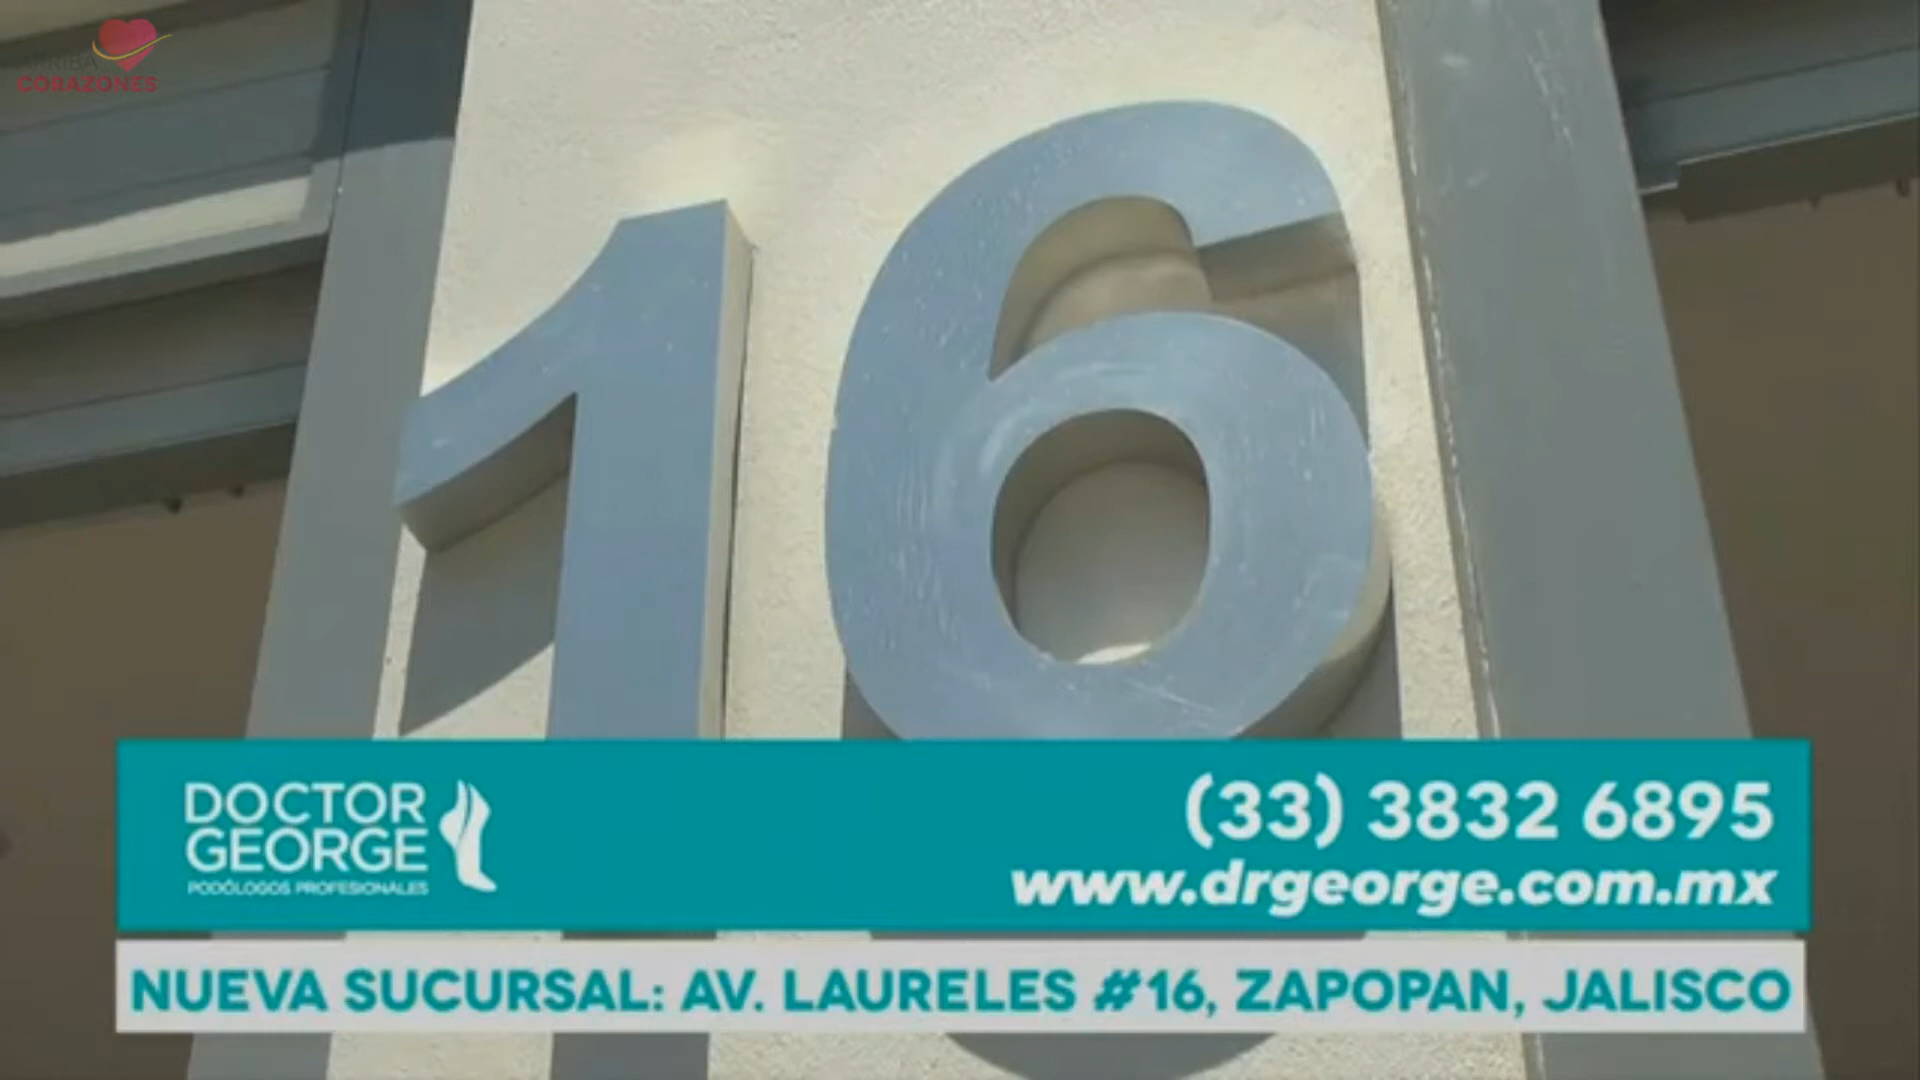 ARRIBA
CORAZONES
16
DOCTOR
GEORGE
PODÓLOGOS PROFESIONALES
(33) 3832 6895
www.drgeorge.com.mx
NUEVA SUCURSAL: AV. LAURELES #16, ZAPOPAN, JALISCO